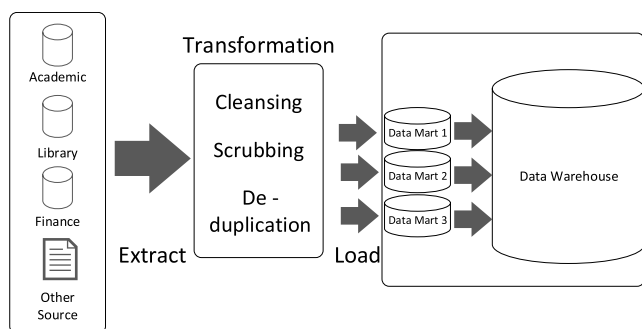 Academic
Library
Finance
Other
Source
Extract
Transformation
Cleansing
Scrubbing
De -
duplication
Load
Data Mart 1
Data Mart 2
Data Mart 3
Data Warehouse